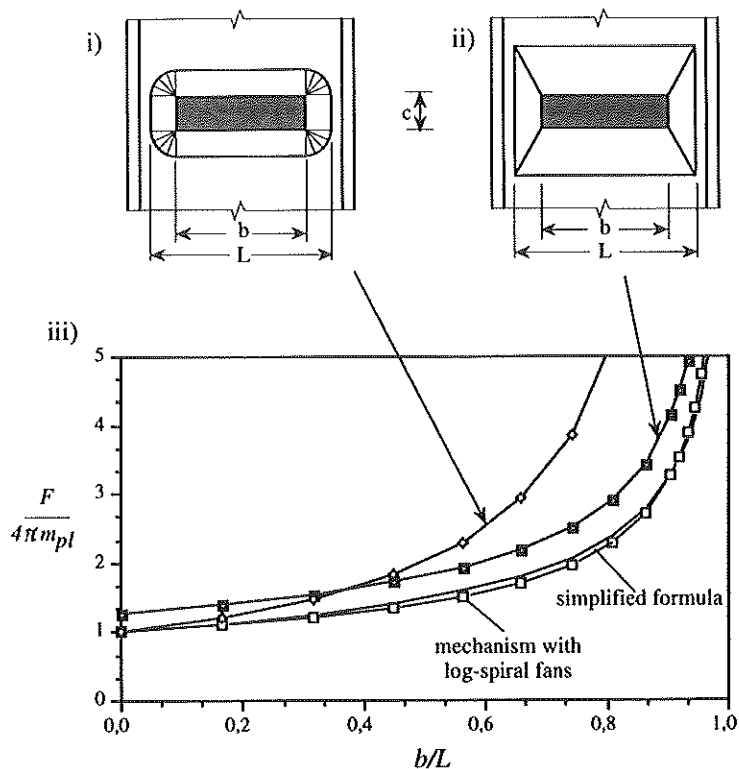 i)
ii)
c
b
L
b
L
iii)
5
4
3
2
1
0
F
4πm_pl
simplified formula
mechanism with
log-spiral fans
0,0 0,2 0,4 0,6 0,8 1,0
b/L